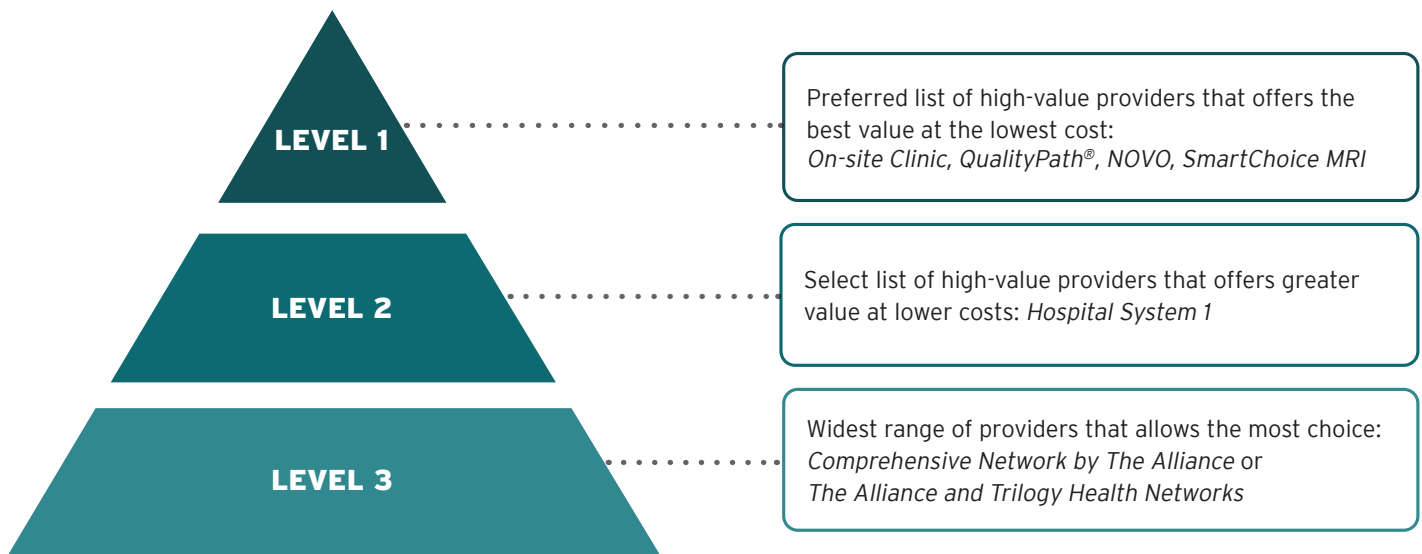 LEVEL 1
Preferred list of high-value providers that offers the
best value at the lowest cost:
On-site Clinic, QualityPath®, NOVO, SmartChoice MRI
LEVEL 2
Select list of high-value providers that offers greater
value at lower costs: Hospital System 1
LEVEL 3
Widest range of providers that allows the most choice:
Comprehensive Network by The Alliance or
The Alliance and Trilogy Health Networks